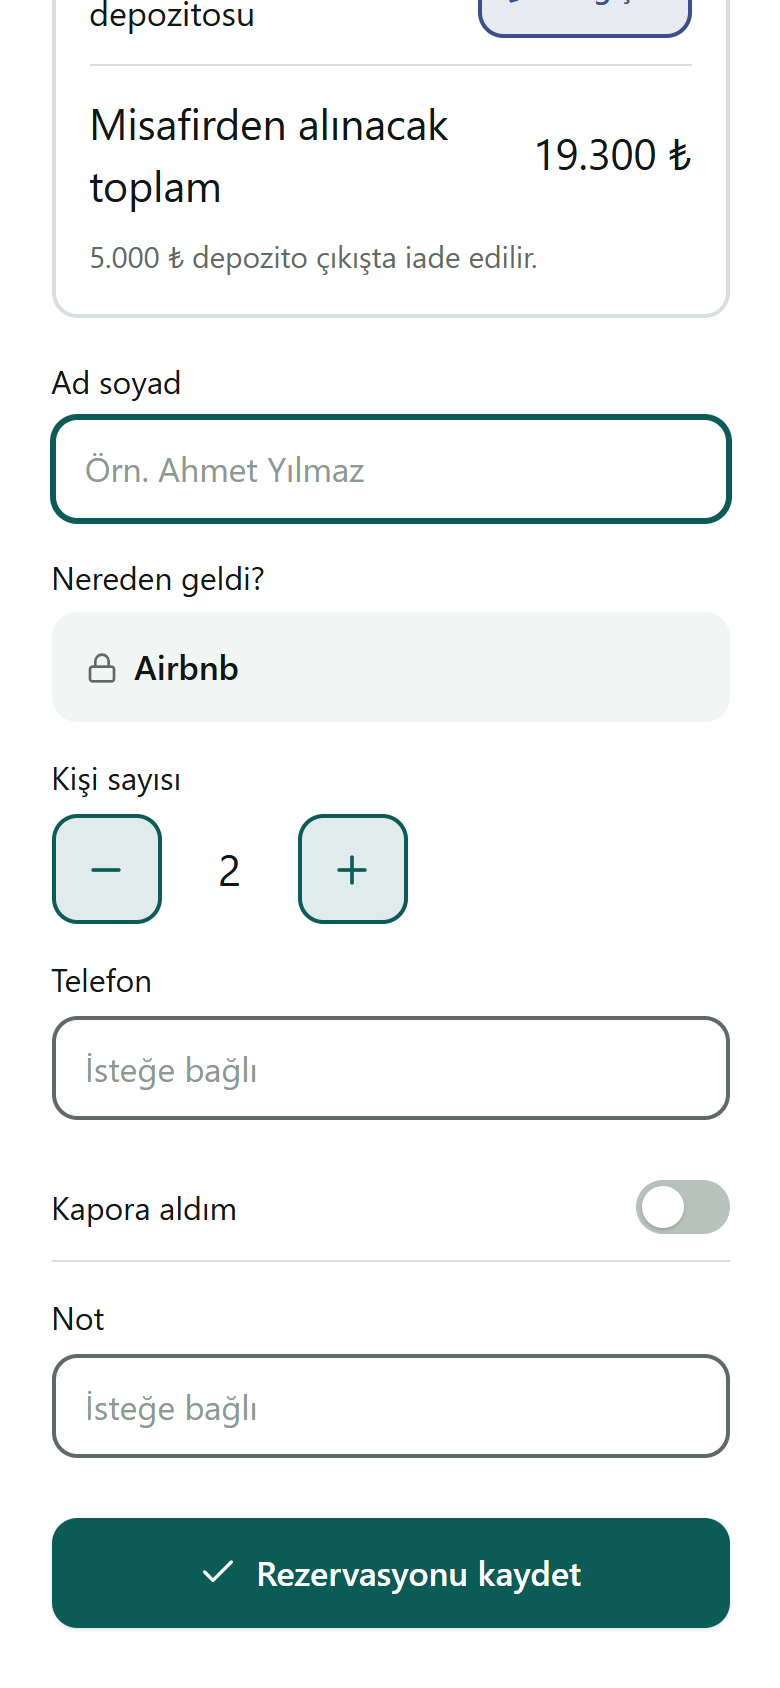 depozitosu
Misafirden alınacak
toplam
19.300 ₺
5.000 ₺ depozito çıkışta iade edilir.
Ad soyad
Örn. Ahmet Yılmaz
Nereden geldi?
Airbnb
Kişi sayısı
2
Telefon
İsteğe bağlı
Kapora aldım
Not
İsteğe bağlı
Rezervasyonu kaydet